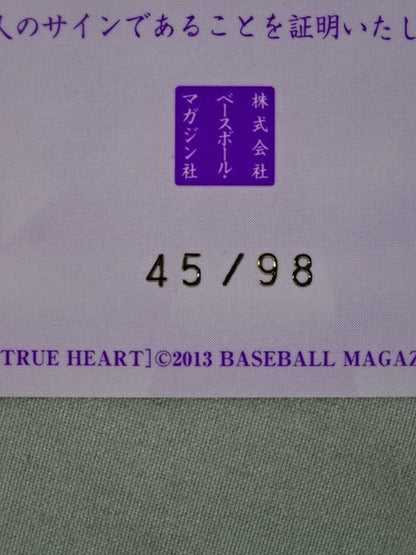 人のサインであることを証明いたし
株式会社
ベースボール・
マガジン社
45/98
TRUE HEART]©2013 BASEBALL MAGAZ